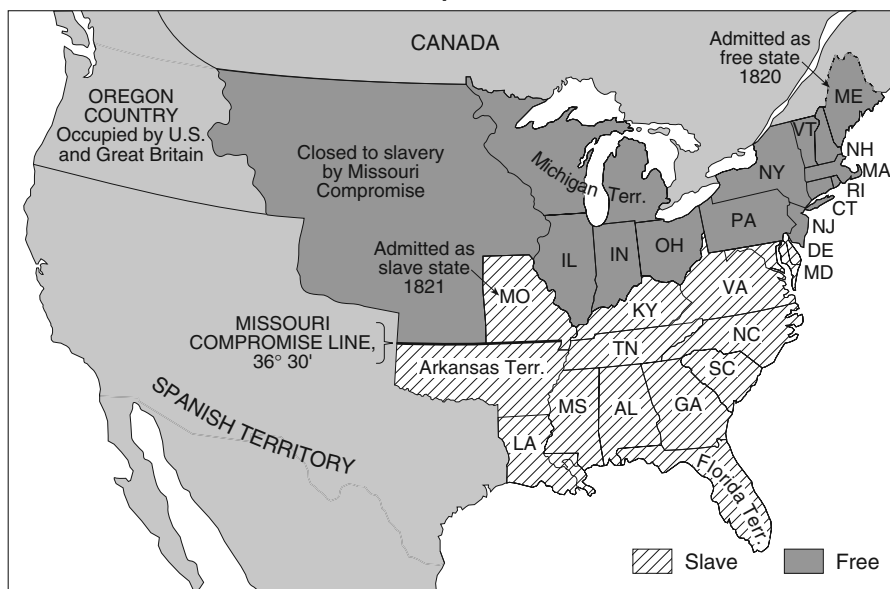 CANADA
Admitted as
free state
1820
OREGON
COUNTRY
Occupied by U.S.
and Great Britain
Closed to slavery
by Missouri
Compromise
Michigan Terr.
ME
VT
NH
MA
NY
RI
CT
PA
NJ
DE
MD
Admitted as
slave state
1821
IL
IN
OH
MO
KY
VA
MISSOURI
COMPROMISE LINE,
36° 30'
TN
NC
Arkansas Terr.
SC
SPANISH TERRITORY
MS
AL
GA
LA
Florida Terr.
Slave
Free